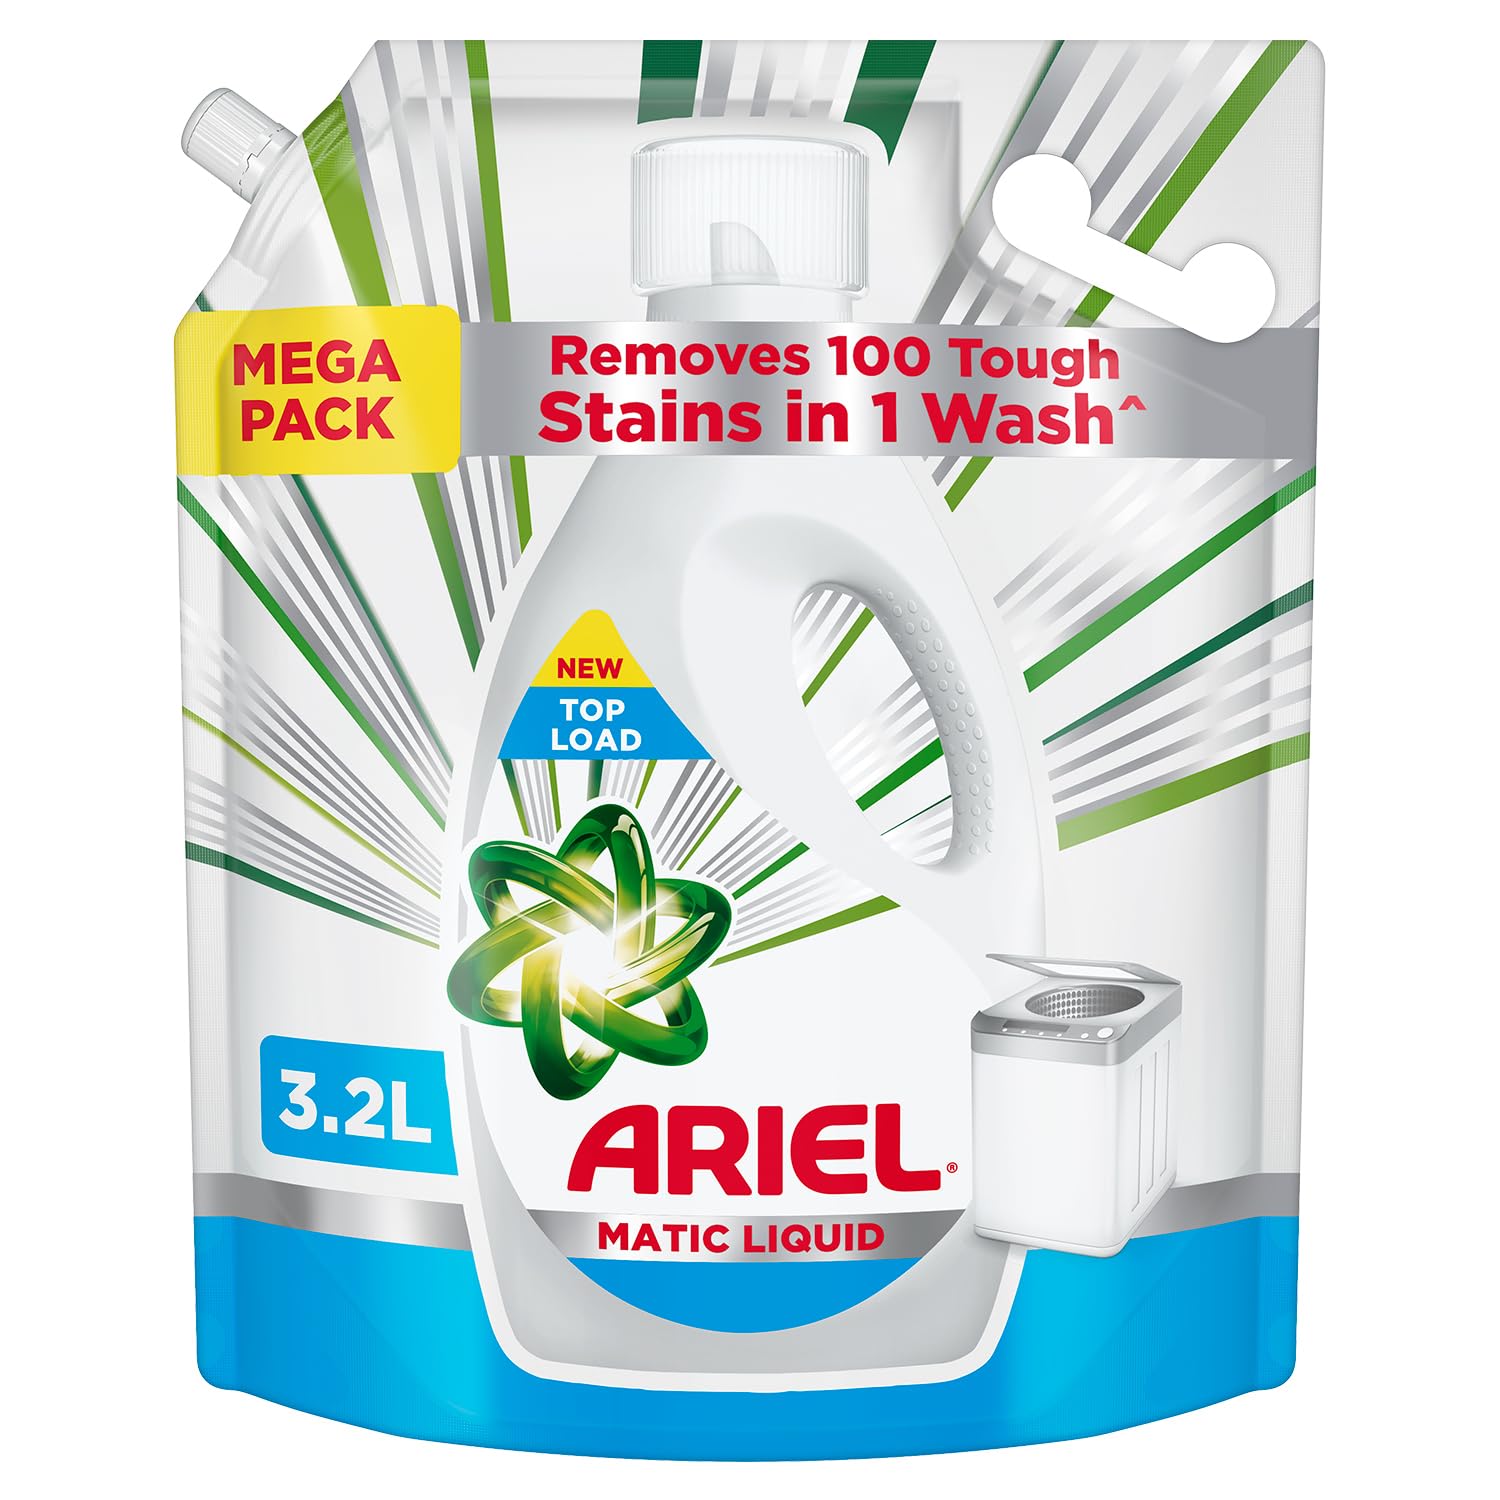 MEGA
PACK
Removes 100 Tough
Stains in 1 Wash^
NEW
TOP
LOAD
3.2L
ARIEL®
MATIC LIQUID